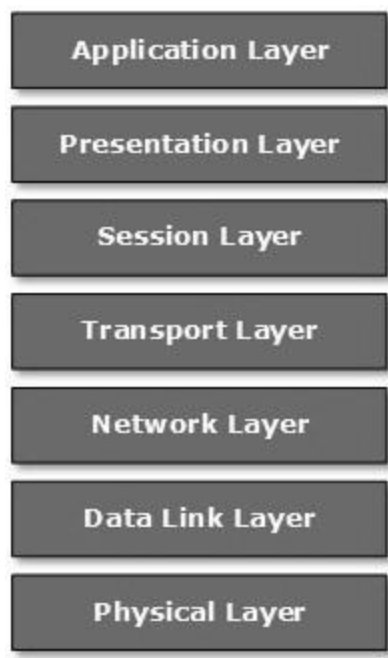 Application Layer
Presentation Layer
Session Layer
Transport Layer
Network Layer
Data Link Layer
Physical Layer